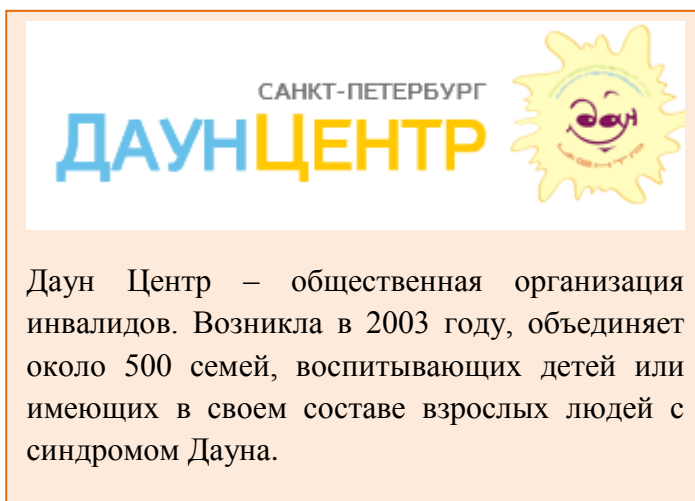 САНКТ-ПЕТЕРБУРГ
ДАУНЦЕНТР
даун
Даун Центр – общественная организация
инвалидов. Возникла в 2003 году, объединяет
около 500 семей, воспитывающих детей или
имеющих в своем составе взрослых людей с
синдромом Дауна.